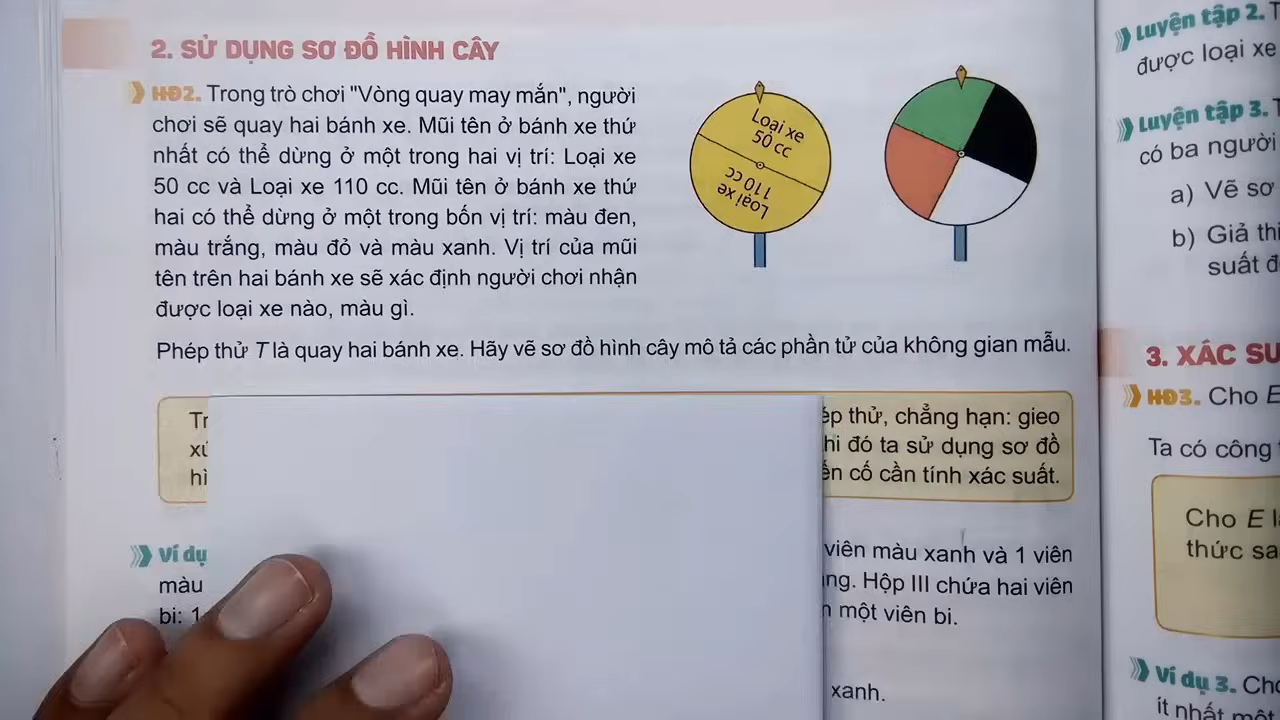 2. SỬ DỤNG SƠ ĐỒ HÌNH CÂY
HĐ2. Trong trò chơi "Vòng quay may mắn", người
chơi sẽ quay hai bánh xe. Mũi tên ở bánh xe thứ
nhất có thể dừng ở một trong hai vị trí: Loại xe
50 cc và Loại xe 110 cc. Mũi tên ở bánh xe thứ
hai có thể dừng ở một trong bốn vị trí: màu đen,
màu trắng, màu đỏ và màu xanh. Vị trí của mũi
tên trên hai bánh xe sẽ xác định người chơi nhận
được loại xe nào, màu gì.
Loại xe
50 cc
Loại xe
110 cc
Phép thử T là quay hai bánh xe. Hãy vẽ sơ đồ hình cây mô tả các phần tử của không gian mẫu.
thử, chẳng hạn: gieo
đó ta sử dụng sơ đồ
cố cần tính xác suất.
Ví dụ
viên màu xanh và 1 viên
màu
Hộp III chứa hai viên
bi: 1
một viên bi.
xanh.
Luyện tập 2.
được loại xe
Luyện tập 3.
có ba người
a) Vẽ sơ
b) Giả thi
suất
3. XÁC SU
HĐ3. Cho E
Ta có công
Cho E
thức sa
Ví dụ 3. Cho
ít nhất một